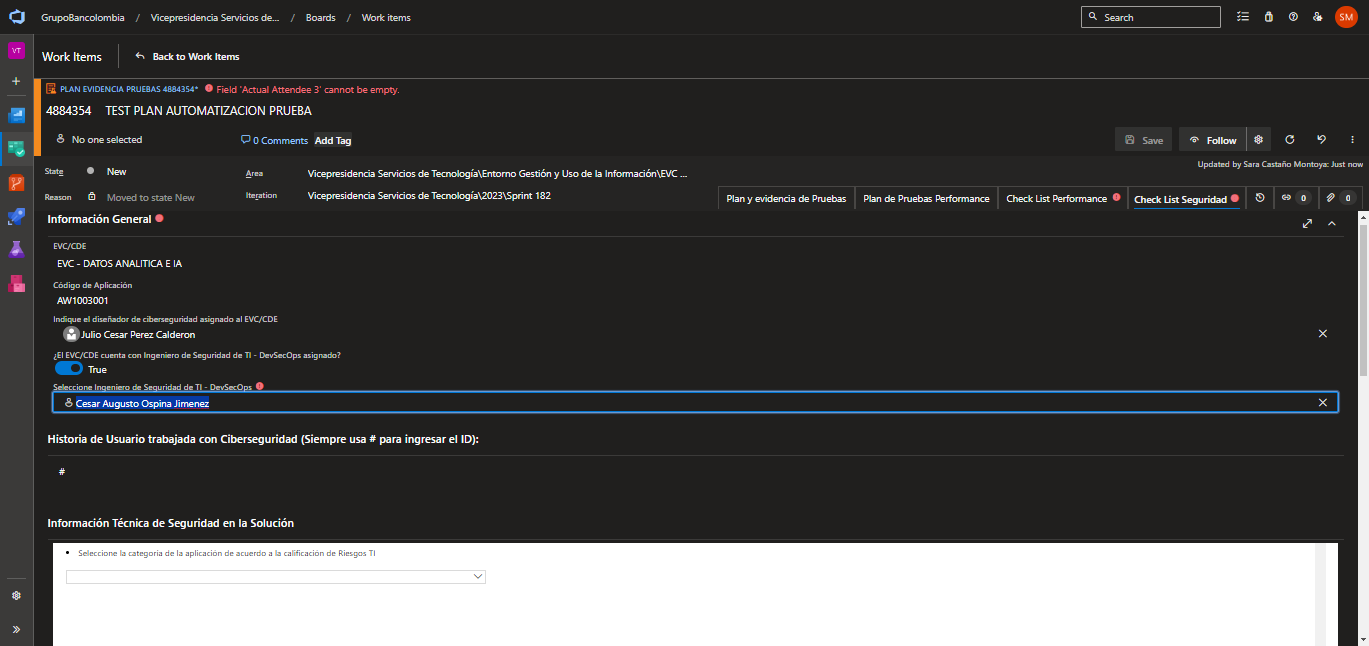 GrupoBancolombia / Vicepresidencia Servicios de... / Boards / Work items
Search
SM
VT
Work Items
Back to Work Items
PLAN EVIDENCIA PRUEBAS 4884354*
Field 'Actual Attendee 3' cannot be empty.
4884354 TEST PLAN AUTOMATIZACION PRUEBA
No one selected
0 Comments
Add Tag
Save
Follow
Updated by Sara Castaño Montoya: Just now
State
New
Area
Vicepresidencia Servicios de Tecnología\Entorno Gestión y Uso de la Información\EVC ...
Reason
Moved to state New
Iteration
Vicepresidencia Servicios de Tecnología\2023\Sprint 182
Plan y evidencia de Pruebas
Plan de Pruebas Performance
Check List Performance
Check List Seguridad
0
0
Información General
EVC/CDE
EVC - DATOS ANALITICA E IA
Código de Aplicación
AW1003001
Indique el diseñador de ciberseguridad asignado al EVC/CDE
Julio Cesar Perez Calderon
¿El EVC/CDE cuenta con Ingeniero de Seguridad de TI - DevSecOps asignado?
True
Seleccione Ingeniero de Seguridad de TI - DevSecOps
Cesar Augusto Ospina Jimenez
Historia de Usuario trabajada con Ciberseguridad (Siempre usa # para ingresar el ID):
#
Información Técnica de Seguridad en la Solución
• Seleccione la categoria de la aplicación de acuerdo a la calificación de Riesgos TI